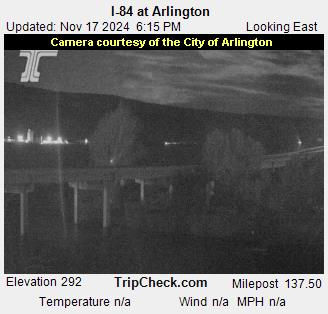 I-84 at Arlington
Updated: Nov 17 2024 6:15 PM Looking East
Camera courtesy of the City of Arlington
Elevation 292 TripCheck.com Milepost 137.50
Temperature n/a Wind n/a MPH n/a